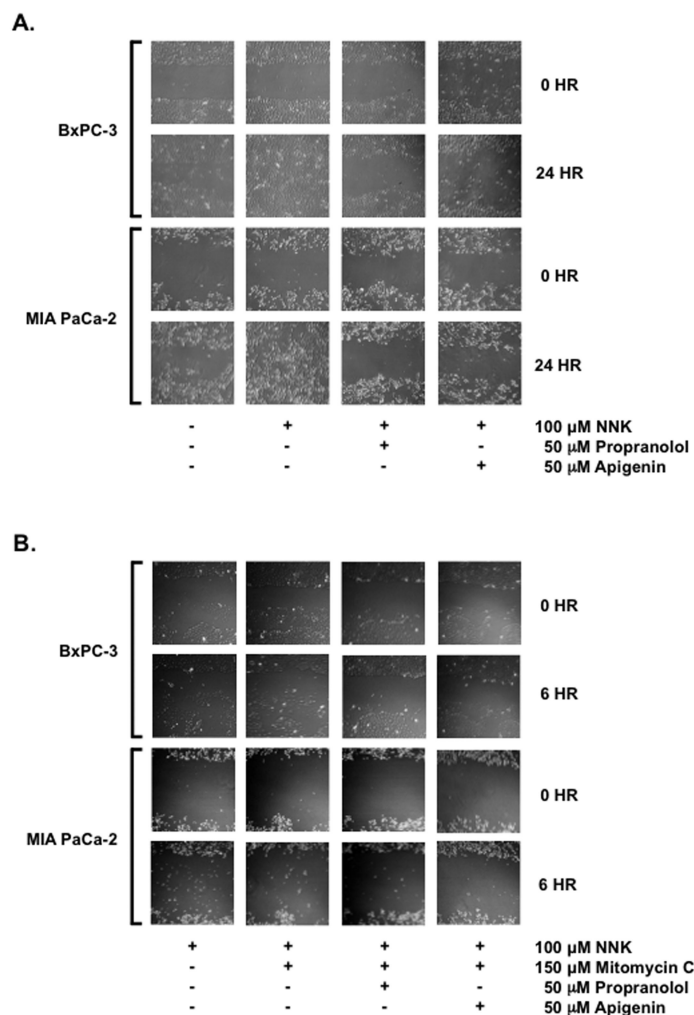 A.
BxPC-3
0 HR
24 HR
MIA PaCa-2
0 HR
24 HR
- + + + 100 µM NNK
- - + - 50 µM Propranolol
- - - + 50 µM Apigenin
B.
BxPC-3
0 HR
6 HR
MIA PaCa-2
0 HR
6 HR
+ + + + 100 µM NNK
- + + + 150 µM Mitomycin C
- - + - 50 µM Propranolol
- - - + 50 µM Apigenin